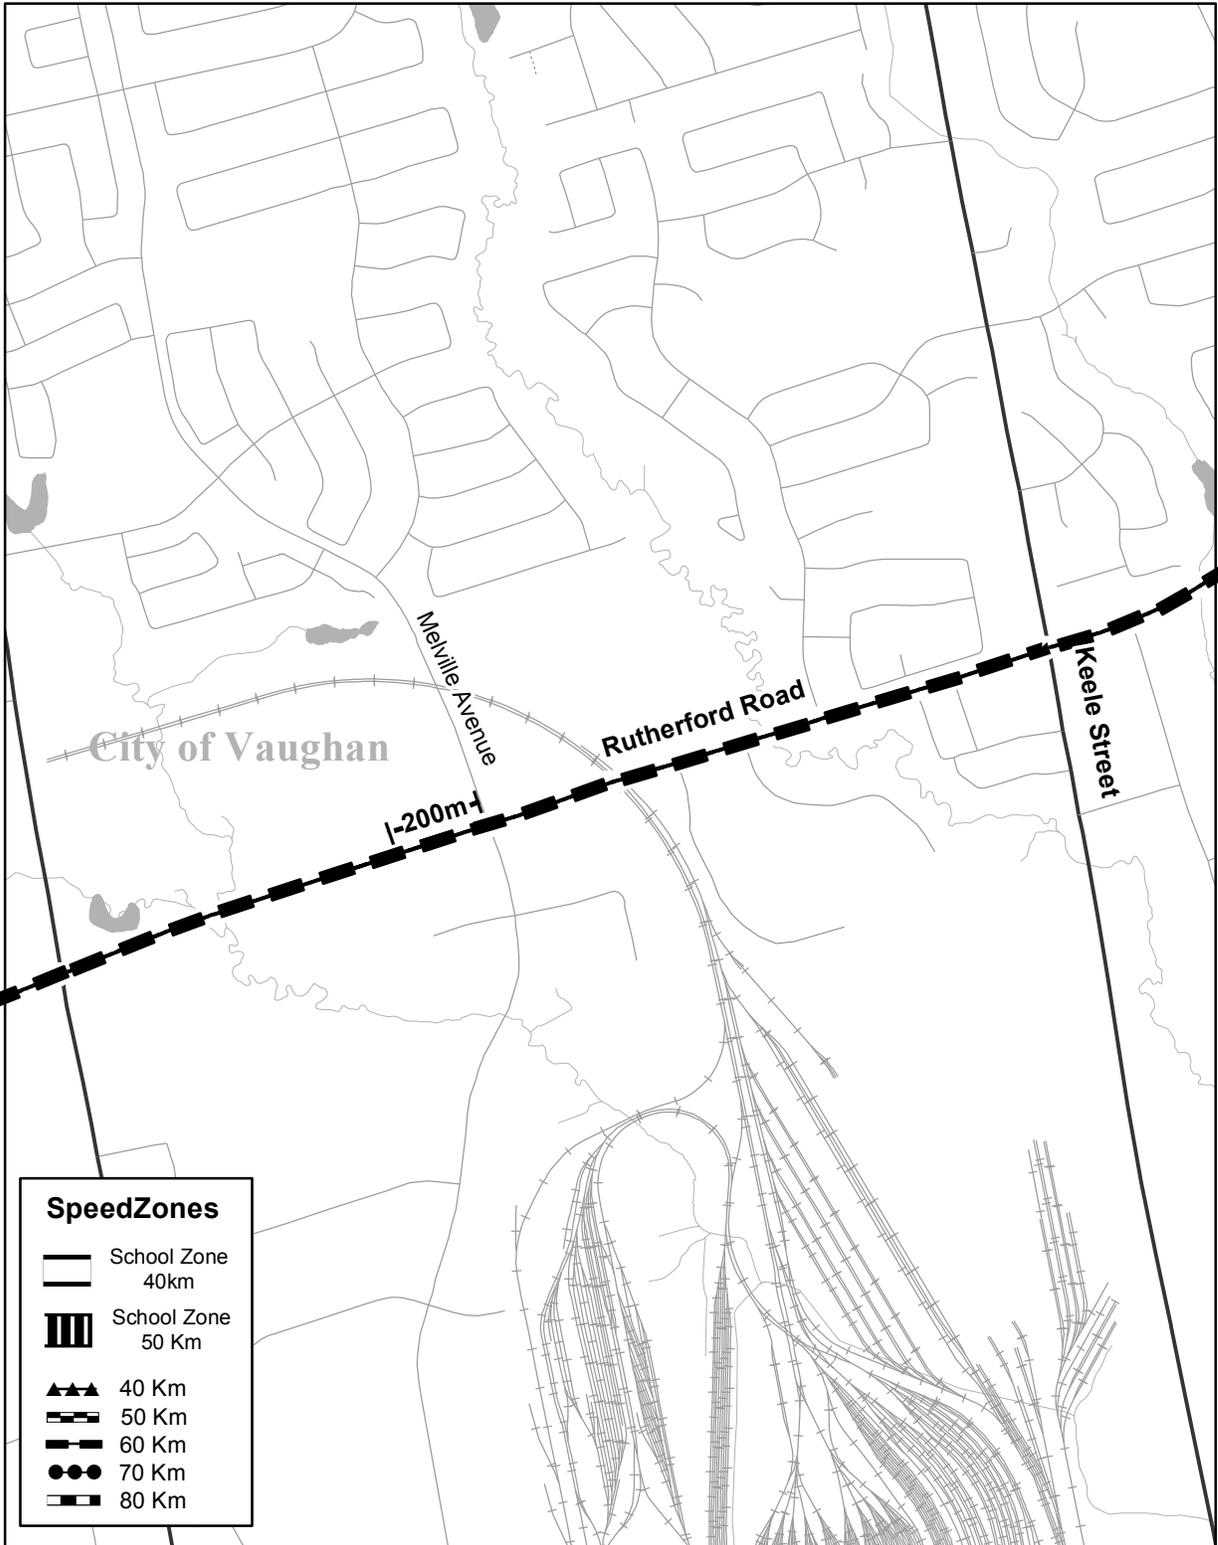 Melville Avenue
Rutherford Road
Keele Street
City of Vaughan
200m
SpeedZones
School Zone
40km
School Zone
50 Km
40 Km
50 Km
60 Km
70 Km
80 Km